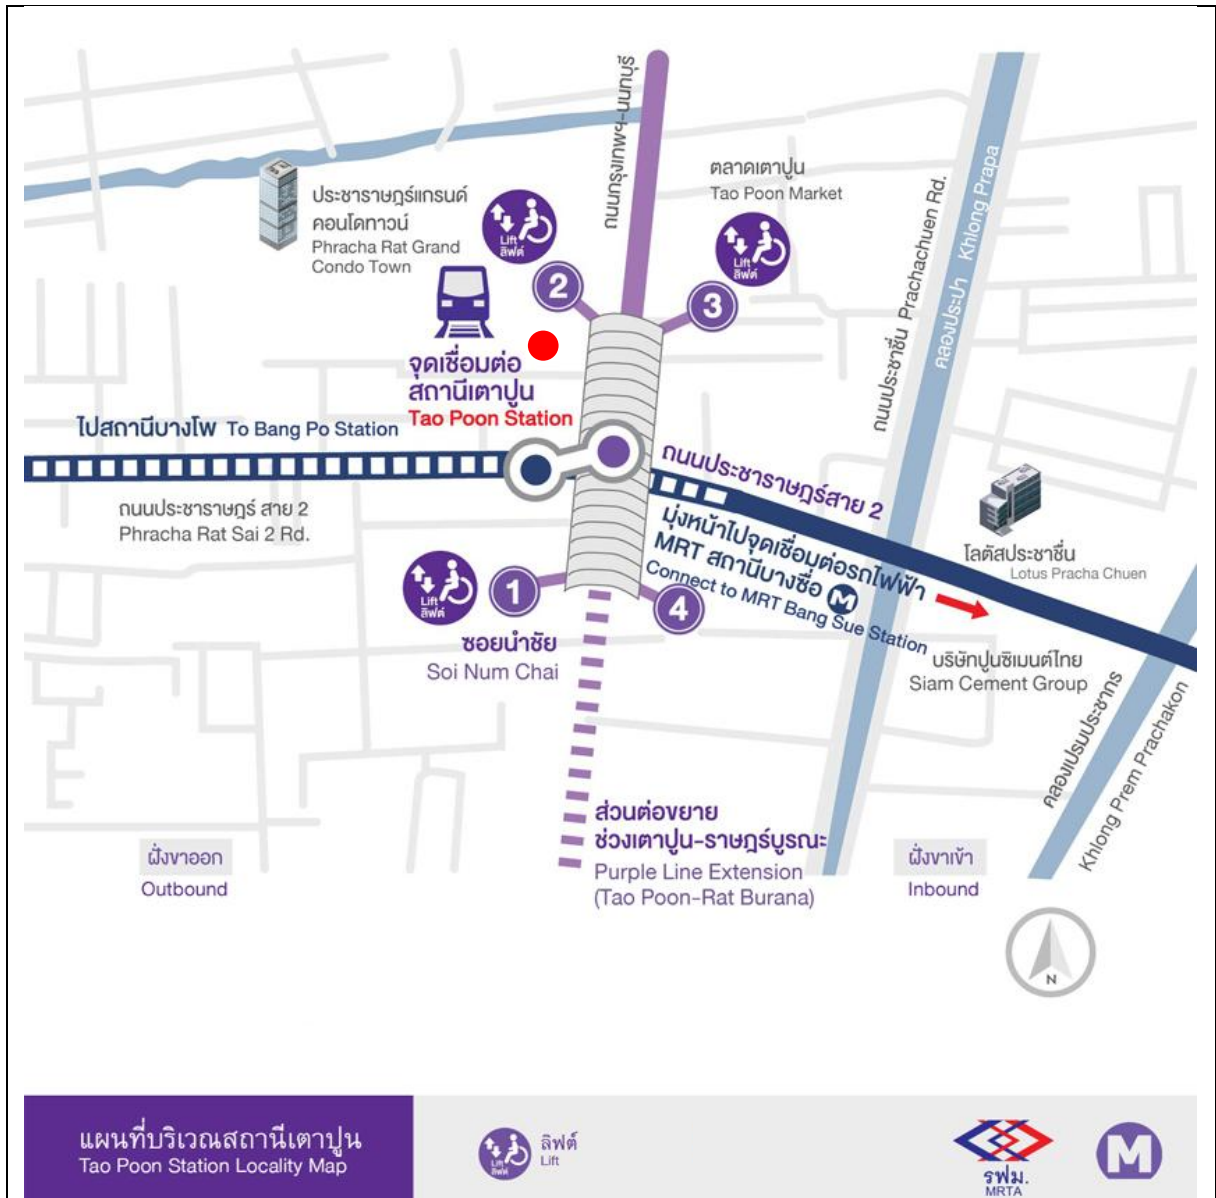 ถนนกรุงเทพฯ-นนทบุรี
ตลาดเตาปูน
Tao Poon Market
ประชาราษฎร์แกรนด์
คอนโดทาวน์
Phracha Rat Grand
Condo Town
Lift
ลิฟต์
Lift
ลิฟต์
2
3
ถนนประชาชื่น Prachachuen Rd.
คลองประปา Khlong Prapa
จุดเชื่อมต่อ
สถานีเตาปูน
Tao Poon Station
ไปสถานีบางโพ To Bang Po Station
ถนนประชาราษฎร์ สาย 2
Phracha Rat Sai 2 Rd.
ถนนประชาราษฎร์สาย 2
มุ่งหน้าไปจุดเชื่อมต่อรถไฟฟ้า
MRT สถานีบางซื่อ M
Connect to MRT Bang Sue Station
โลตัสประชาชื่น
Lotus Pracha Chuen
Lift
ลิฟต์
1
4
ซอยนำชัย
Soi Num Chai
บริษัทปูนซิเมนต์ไทย
Siam Cement Group
คลองเปรมประชากร
Khlong Prem Prachakon
ส่วนต่อขยาย
ช่วงเตาปูน-ราษฎร์บูรณะ
Purple Line Extension
(Tao Poon-Rat Burana)
ฝั่งขาออก
Outbound
ฝั่งขาเข้า
Inbound
N
แผนที่บริเวณสถานีเตาปูน
Tao Poon Station Locality Map
Lift
ลิฟต์
ลิฟต์
Lift
รฟม.
MRTA
M